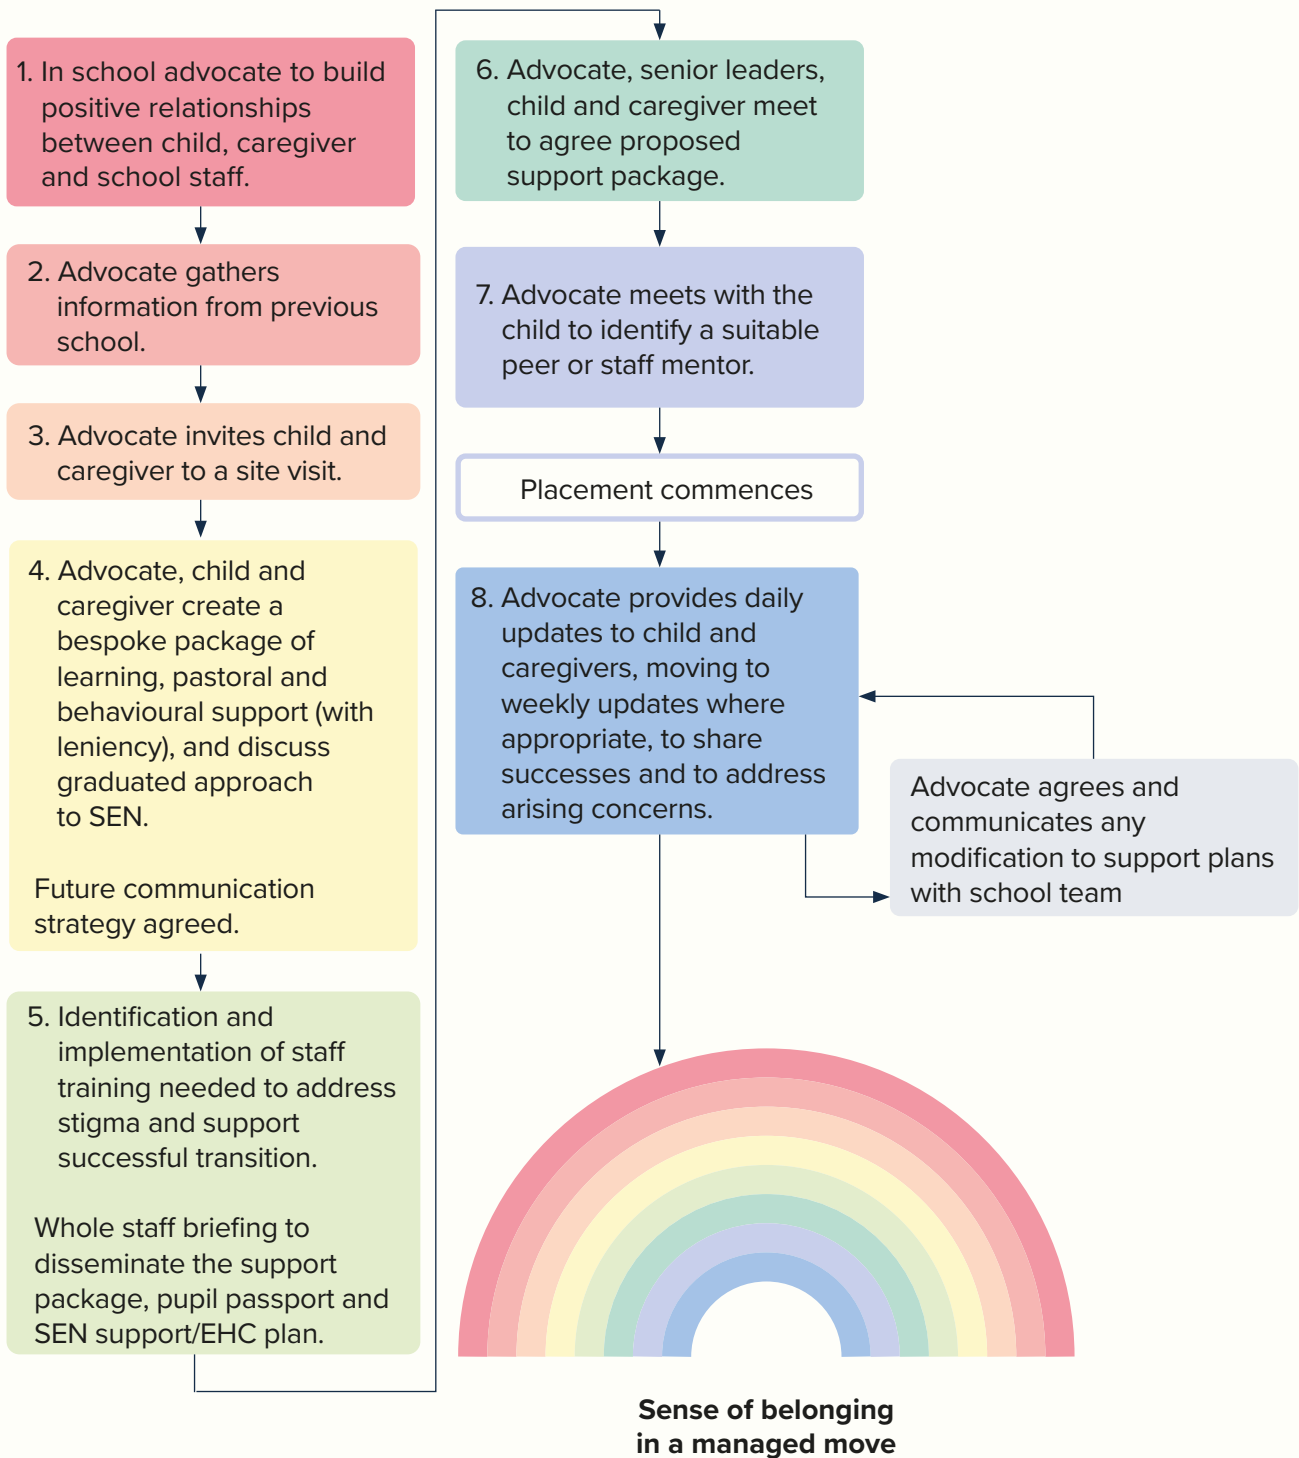 1. In school advocate to build
positive relationships
between child, caregiver
and school staff.
2. Advocate gathers
information from previous
school.
3. Advocate invites child and
caregiver to a site visit.
4. Advocate, child and
caregiver create a
bespoke package of
learning, pastoral and
behavioural support (with
leniency), and discuss
graduated approach
to SEN.
Future communication
strategy agreed.
5. Identification and
implementation of staff
training needed to address
stigma and support
successful transition.
Whole staff briefing to
disseminate the support
package, pupil passport and
SEN support/EHC plan.
6. Advocate, senior leaders,
child and caregiver meet
to agree proposed
support package.
7. Advocate meets with the
child to identify a suitable
peer or staff mentor.
Placement commences
8. Advocate provides daily
updates to child and
caregivers, moving to
weekly updates where
appropriate, to share
successes and to address
arising concerns.
Advocate agrees and
communicates any
modification to support plans
with school team
Sense of belonging
in a managed move